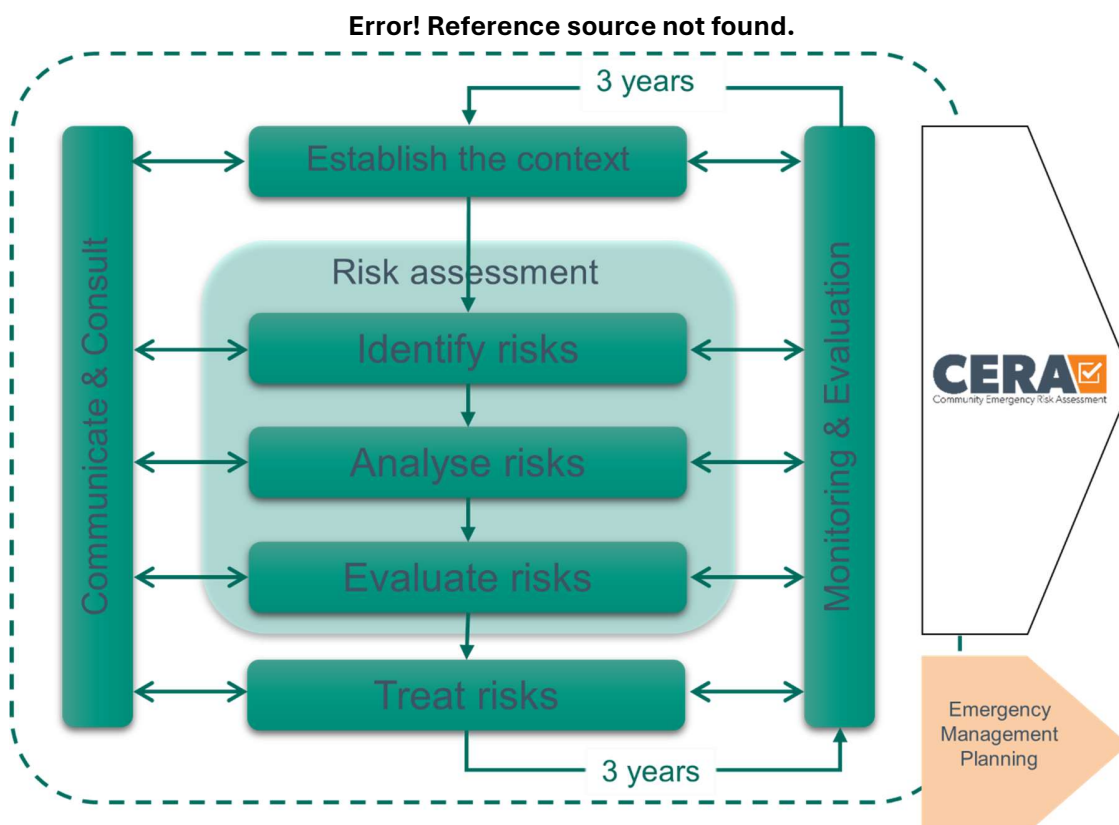 Error! Reference source not found.
3 years
Establish the context
Communicate & Consult
Risk assessment
Identify risks
Analyse risks
Evaluate risks
Treat risks
3 years
Monitoring & Evaluation
CERA
Community Emergency Risk Assessment
Emergency
Management
Planning